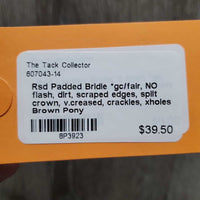 The Tack Collector
607043-14
Rsd Padded Bridle *gc/fair, NO
flash, dirt, scraped edges, split
crown, v.creased, crackles, xholes
Brown Pony
BP3923
$39.50